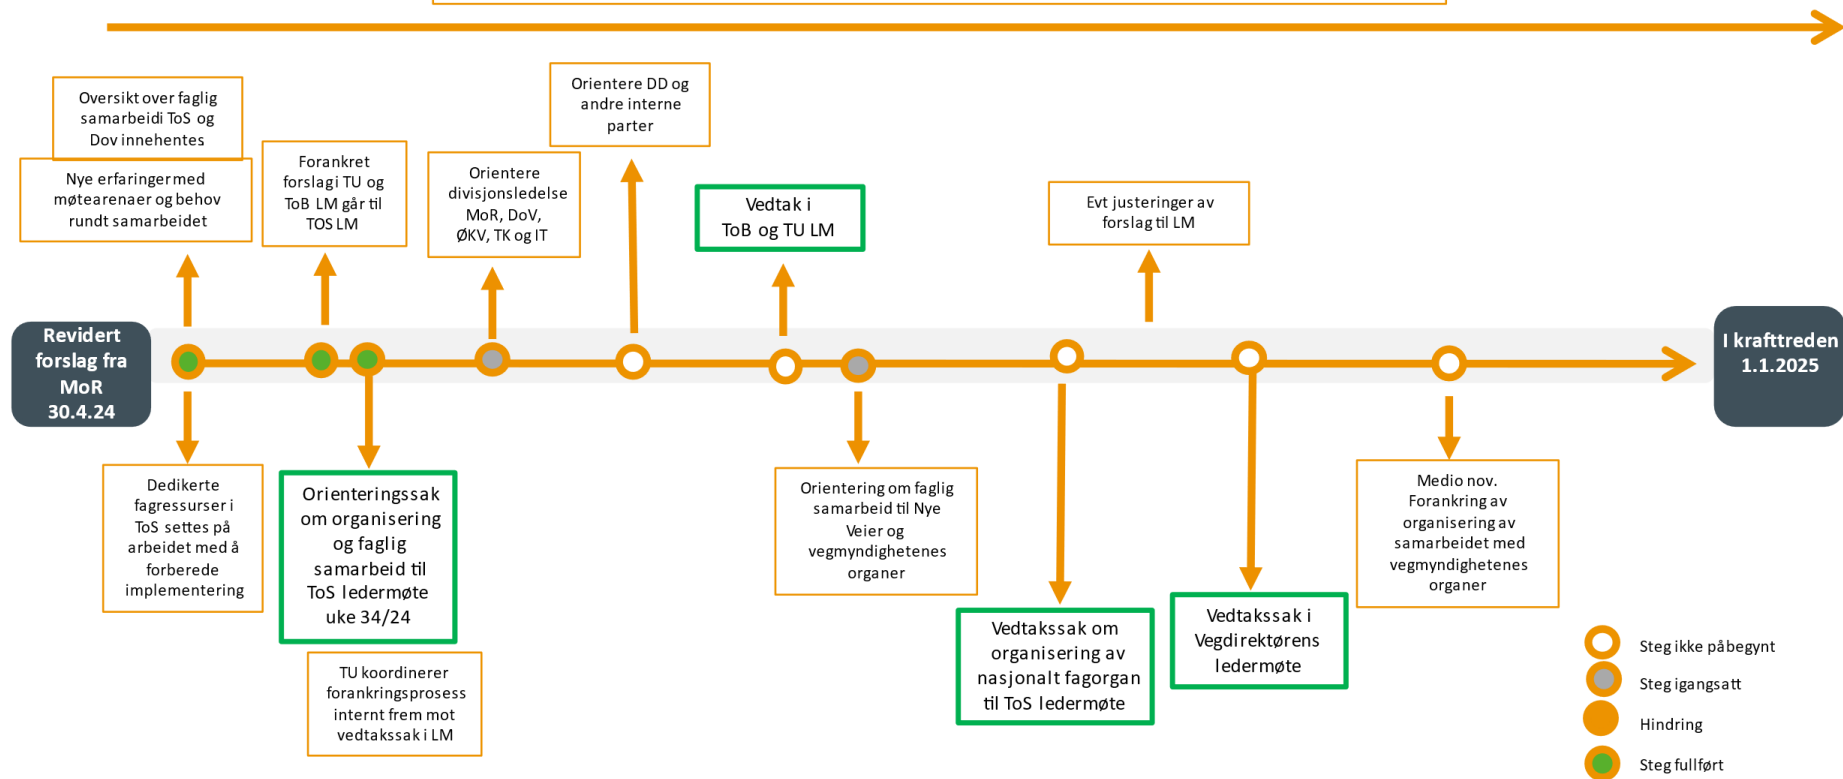 Oversikt over faglig
samarbeidi ToS og
Dov innehentes
Nye erfaringer med
møtearenaer og behov
rundt samarbeidet
Forankret
forslag i TU og
ToB LM går til
TOS LM
Orientere
divisjonsledelse
MoR, DoV,
ØKV, TK og IT
Orientere DD og
andre interne
parter
Vedtak i
ToB og TU LM
Evt justeringer av
forslag til LM
Revidert
forslag fra
MoR
30.4.24
I krafttreden
1.1.2025
Dedikerte
fagressurser i
ToS settes på
arbeidet med å
forberede
implementering
Orienteringssak
om organisering
og faglig
samarbeid til
ToS ledermøte
uke 34/24
TU koordinerer
forankringsprosess
internt frem mot
vedtakssak i LM
Orientering om faglig
samarbeid til Nye
Veier og
vegmyndighetenes
organer
Vedtakssak om
organisering av
nasjonalt fagorgan
til ToS ledermøte
Vedtakssak i
Vegdirektørens
ledermøte
Medio nov.
Forankring av
organisering av
samarbeidet med
vegmyndighetenes
organer
Steg ikke påbegynt
Steg igangsatt
Hindring
Steg fullført